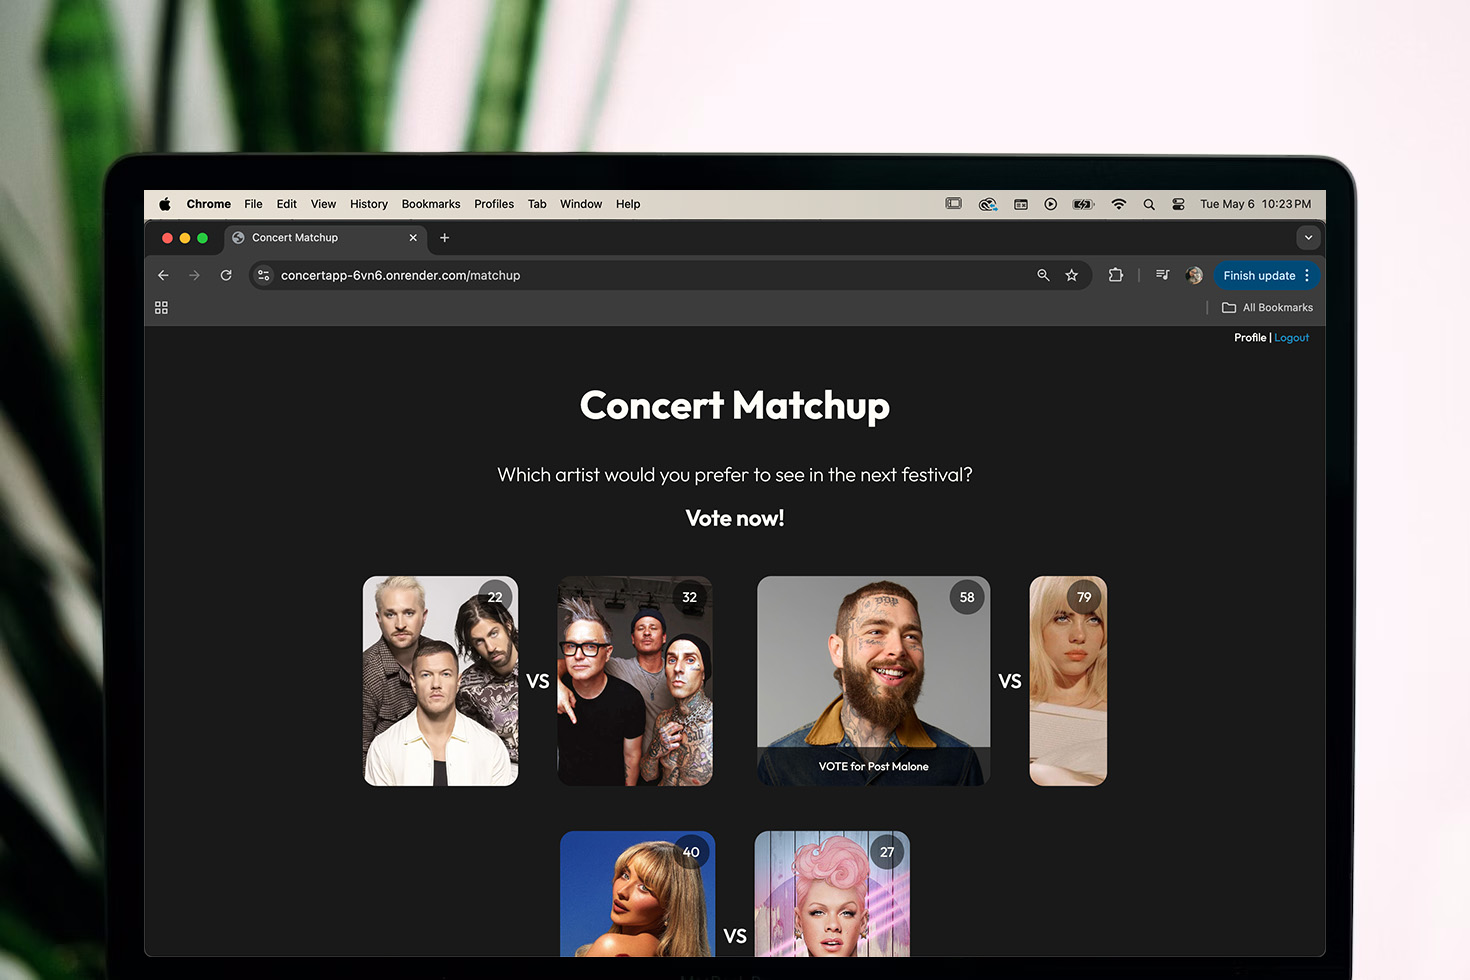 Chrome File Edit View History Bookmarks Profiles Tab Window Help Tue May 6 10:23 PM
Concert Matchup
concertapp-6vn6.onrender.com/matchup Finish update
All Bookmarks
Profile | Logout
Concert Matchup
Which artist would you prefer to see in the next festival?
Vote now!
22 32 58 79
VS VS
VOTE for Post Malone
40 27
VS